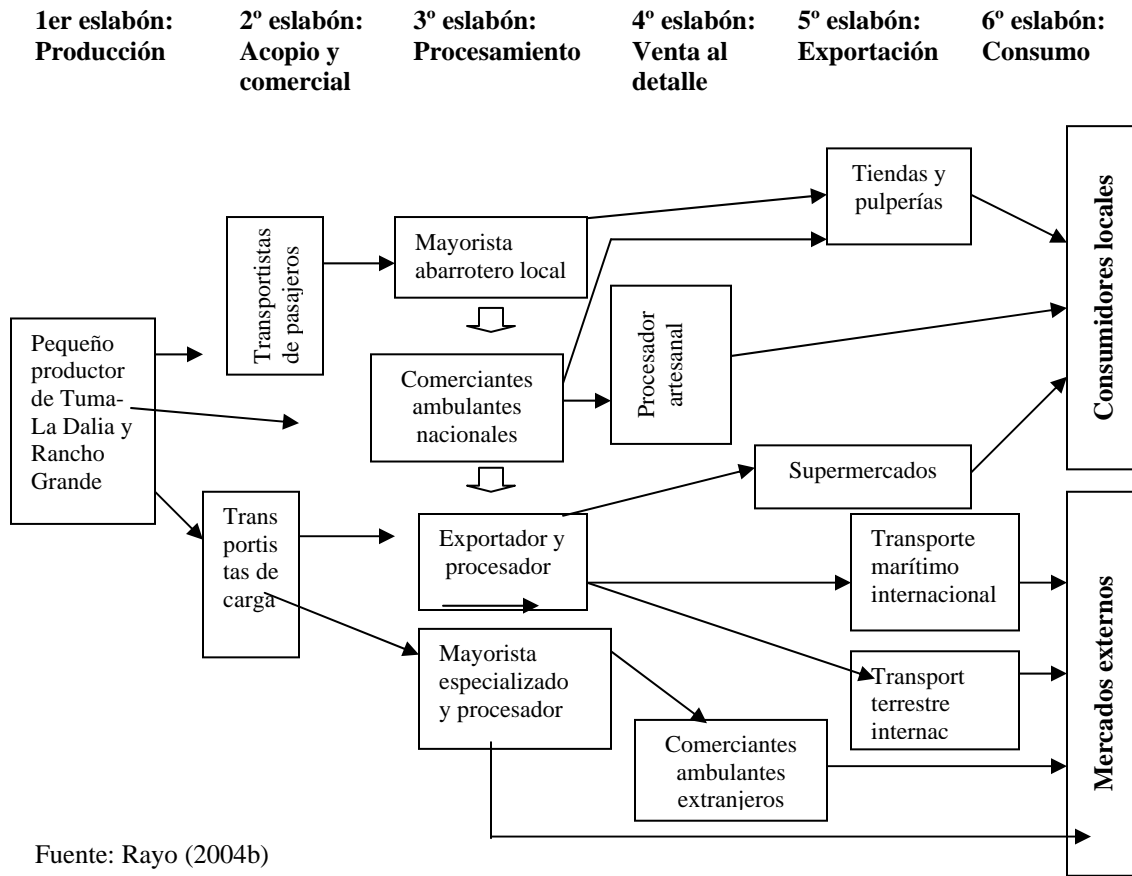 1er eslabón:
Producción
2º eslabón:
Acopio y
comercial
3º eslabón:
Procesamiento
4º eslabón:
Venta al
detalle
5º eslabón:
Exportación
6º eslabón:
Consumo
Pequeño
productor
de Tuma-
La Dalia y
Rancho
Grande
Transportistas
de pasajeros
Trans
portis
tas de
carga
Mayorista
abarrotero local
Comerciantes
ambulantes
nacionales
Exportador y
procesador
Mayorista
especializado
y procesador
Procesador
artesanal
Comerciantes
ambulantes
extranjeros
Tiendas y
pulperías
Supermercados
Transporte
marítimo
internacional
Transport
terrestre
internac
Consumidores locales
Mercados externos
Fuente: Rayo (2004b)